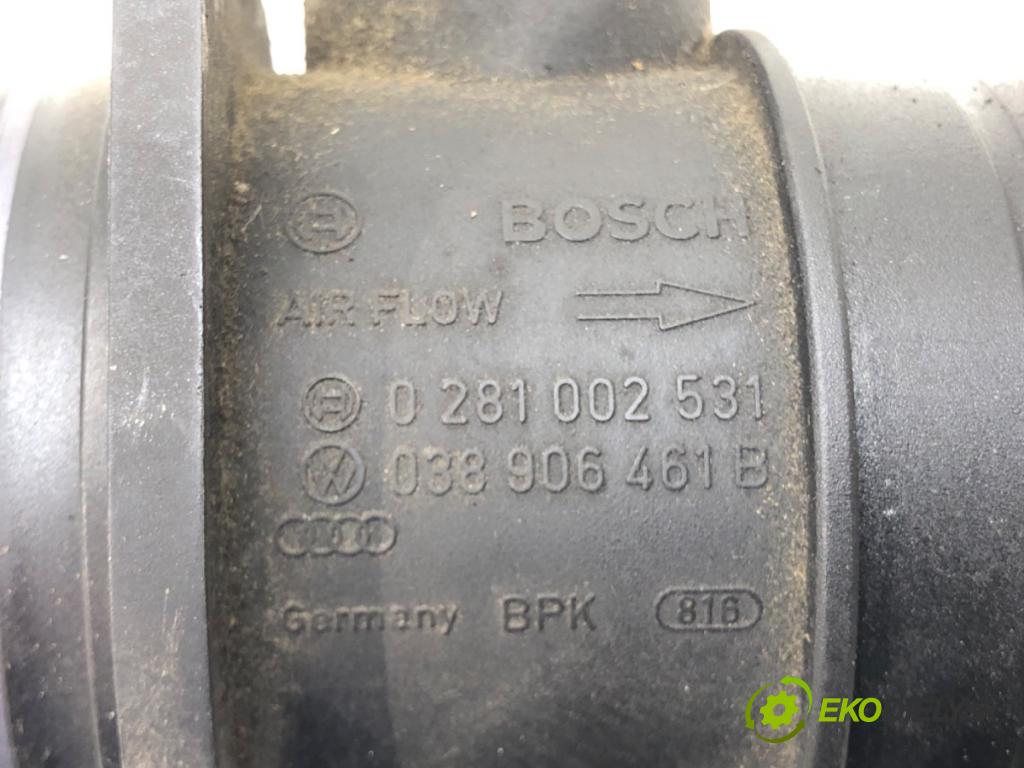 BOSCH
AIR FLOW
0 281 002 531
038 906 461 B
Germany BPK 816
EKO